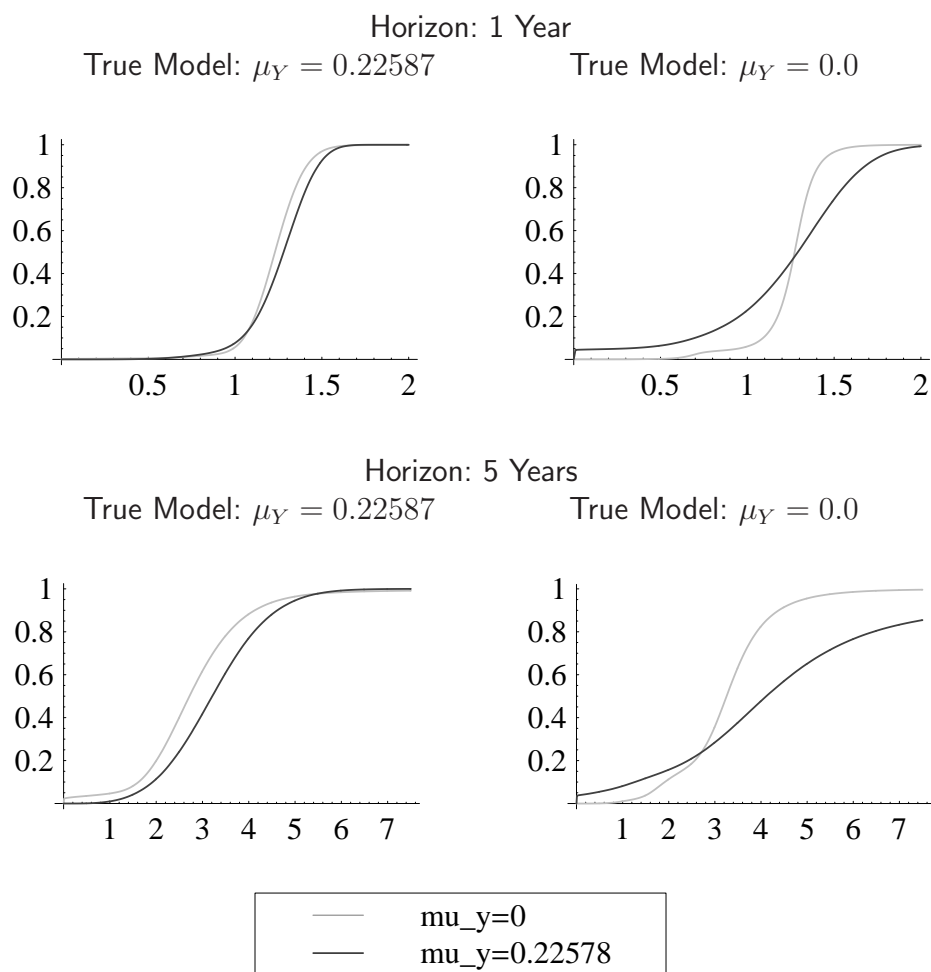 Horizon: 1 Year
True Model: μ_Y = 0.22587 True Model: μ_Y = 0.0
1 1
0.8 0.8
0.6 0.6
0.4 0.4
0.2 0.2
0.5 1 1.5 2 0.5 1 1.5 2
Horizon: 5 Years
True Model: μ_Y = 0.22587 True Model: μ_Y = 0.0
1 1
0.8 0.8
0.6 0.6
0.4 0.4
0.2 0.2
1 2 3 4 5 6 7 1 2 3 4 5 6 7
mu_y=0
mu_y=0.22578